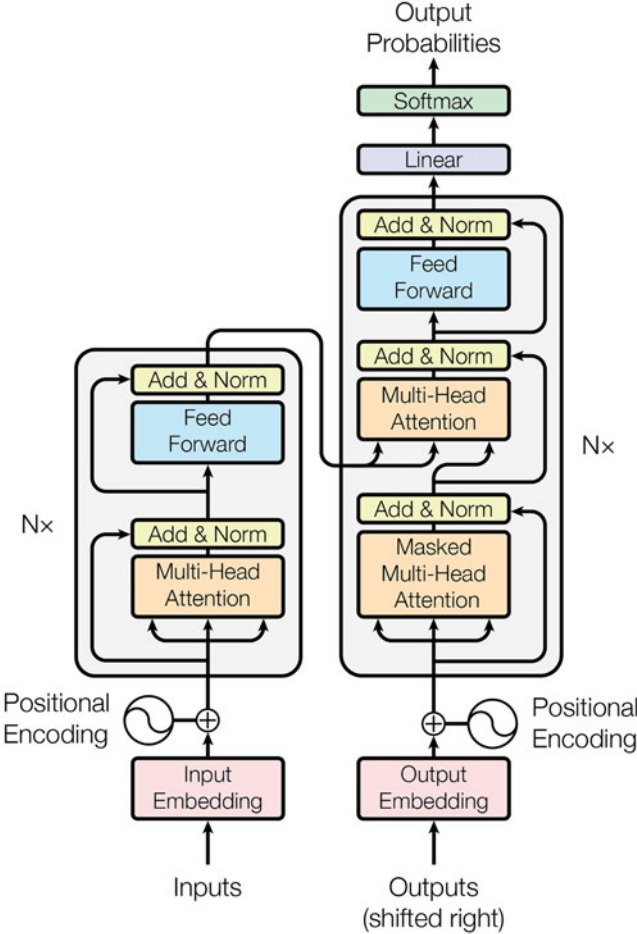 Output
Probabilities
Softmax
Linear
Add & Norm
Feed
Forward
Add & Norm
Multi-Head
Attention
Add & Norm
Masked
Multi-Head
Attention
N×
Add & Norm
Feed
Forward
Add & Norm
Multi-Head
Attention
N×
Positional
Encoding
Positional
Encoding
Input
Embedding
Output
Embedding
Inputs
Outputs
(shifted right)